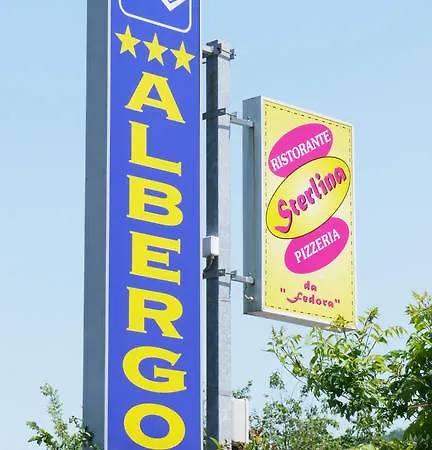 ALBERGO
RISTORANTE
Sterlina
PIZZERIA
da
"Fedora"